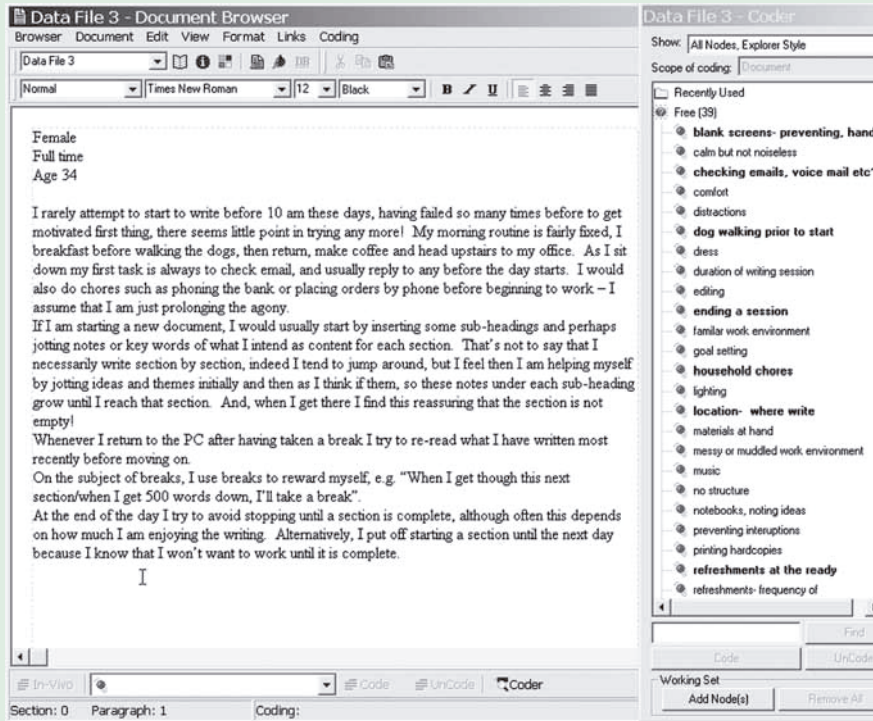 Data File 3 - Document Browser
Browser Document Edit View Format Links Coding
Data File 3
Normal Times New Roman 12 Black B I U
Female
Full time
Age 34
I rarely attempt to start to write before 10 am these days, having failed so many times before to get
motivated first thing, there seems little point in trying any more! My morning routine is fairly fixed, I
breakfast before walking the dogs, then return, make coffee and head upstairs to my office. As I sit
down my first task is always to check email, and usually reply to any before the day starts. I would
also do chores such as phoning the bank or placing orders by phone before beginning to work – I
assume that I am just prolonging the agony.
If I am starting a new document, I would usually start by inserting some sub-headings and perhaps
jotting notes or key words of what I intend as content for each section. That's not to say that I
necessarily write section by section, indeed I tend to jump around, but I feel then I am helping myself
by jotting ideas and themes initially and then as I think if them, so these notes under each sub-heading
grow until I reach that section. And, when I get there I find this reassuring that the section is not
empty!
Whenever I return to the PC after having taken a break I try to re-read what I have written most
recently before moving on.
On the subject of breaks, I use breaks to reward myself, e.g. “When I get though this next
section/when I get 500 words down, I'll take a break”.
At the end of the day I try to avoid stopping until a section is complete, although often this depends
on how much I am enjoying the writing. Alternatively, I put off starting a section until the next day
because I know that I won't want to work until it is complete.
In-Vivo Code UnCode Coder
Section: 0 Paragraph: 1 Coding:
Data File 3 - Coder
Show: All Nodes, Explorer Style
Scope of coding: Document
Recently Used
Free (39)
blank screens- preventing, hand
calm but not noiseless
checking emails, voice mail etc
comfort
distractions
dog walking prior to start
dress
duration of writing session
editing
ending a session
familar work environment
goal setting
household chores
lighting
location- where write
materials at hand
messy or muddled work environment
music
no structure
notebooks, noting ideas
preventing interuptions
printing hardcopies
refreshments at the ready
refreshments- frequency of
Find
Code UnCode
Working Set
Add Node(s) Remove All